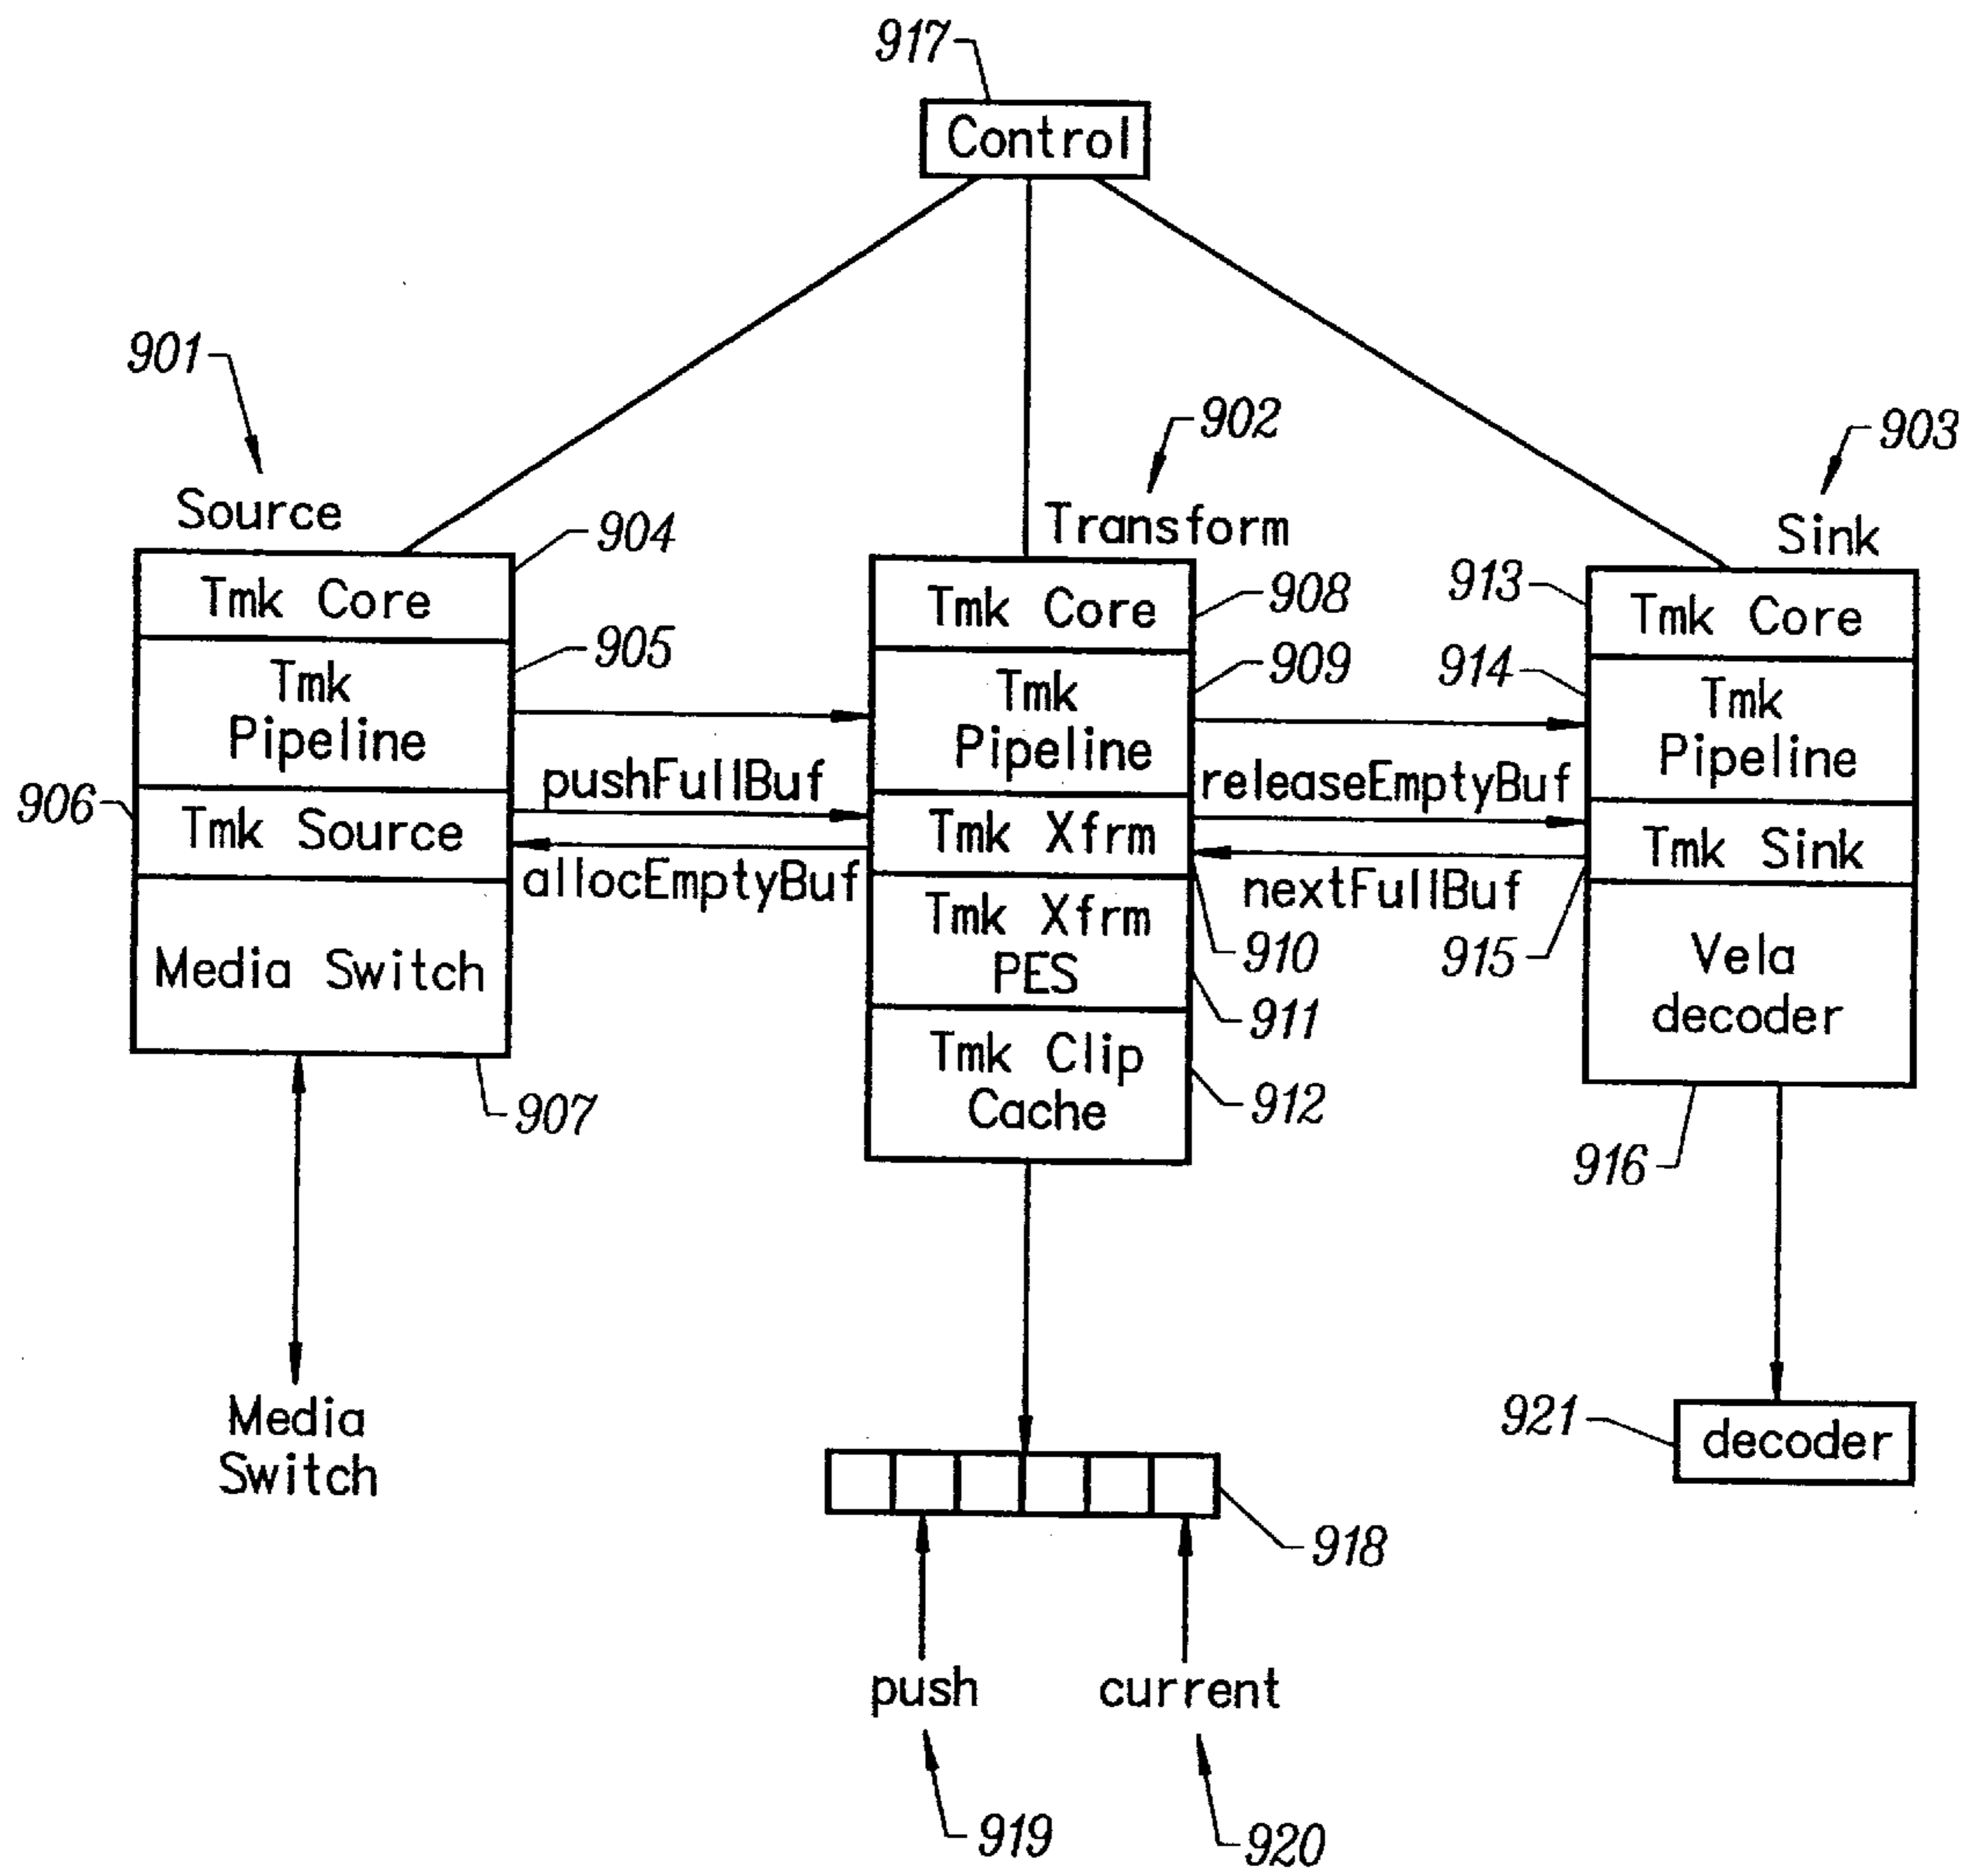 917
Control
901
902
903
Source
Transform
Sink
904
Tmk Core
905
Tmk
Pipeline
906
Tmk Source
Media Switch
907
Media
Switch
pushFullBuf
allocEmptyBuf
Tmk Core
908
Tmk
Pipeline
909
Tmk Xfrm
910
Tmk Xfrm
PES
911
Tmk Clip
Cache
912
releaseEmptyBuf
nextFullBuf
913
Tmk Core
914
Tmk
Pipeline
Tmk Sink
915
Vela
decoder
916
921
decoder
918
push
current
919
920